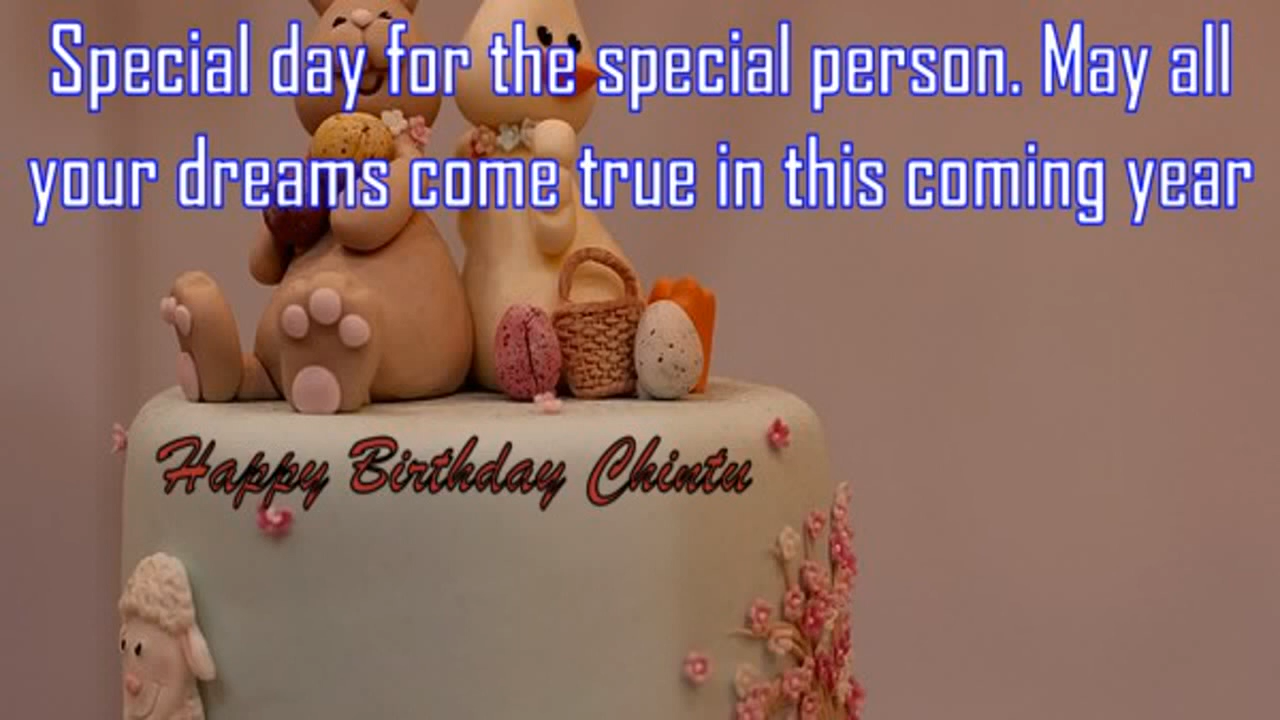 Special day for the special person. May all
your dreams come true in this coming year
Happy Birthday Chintu